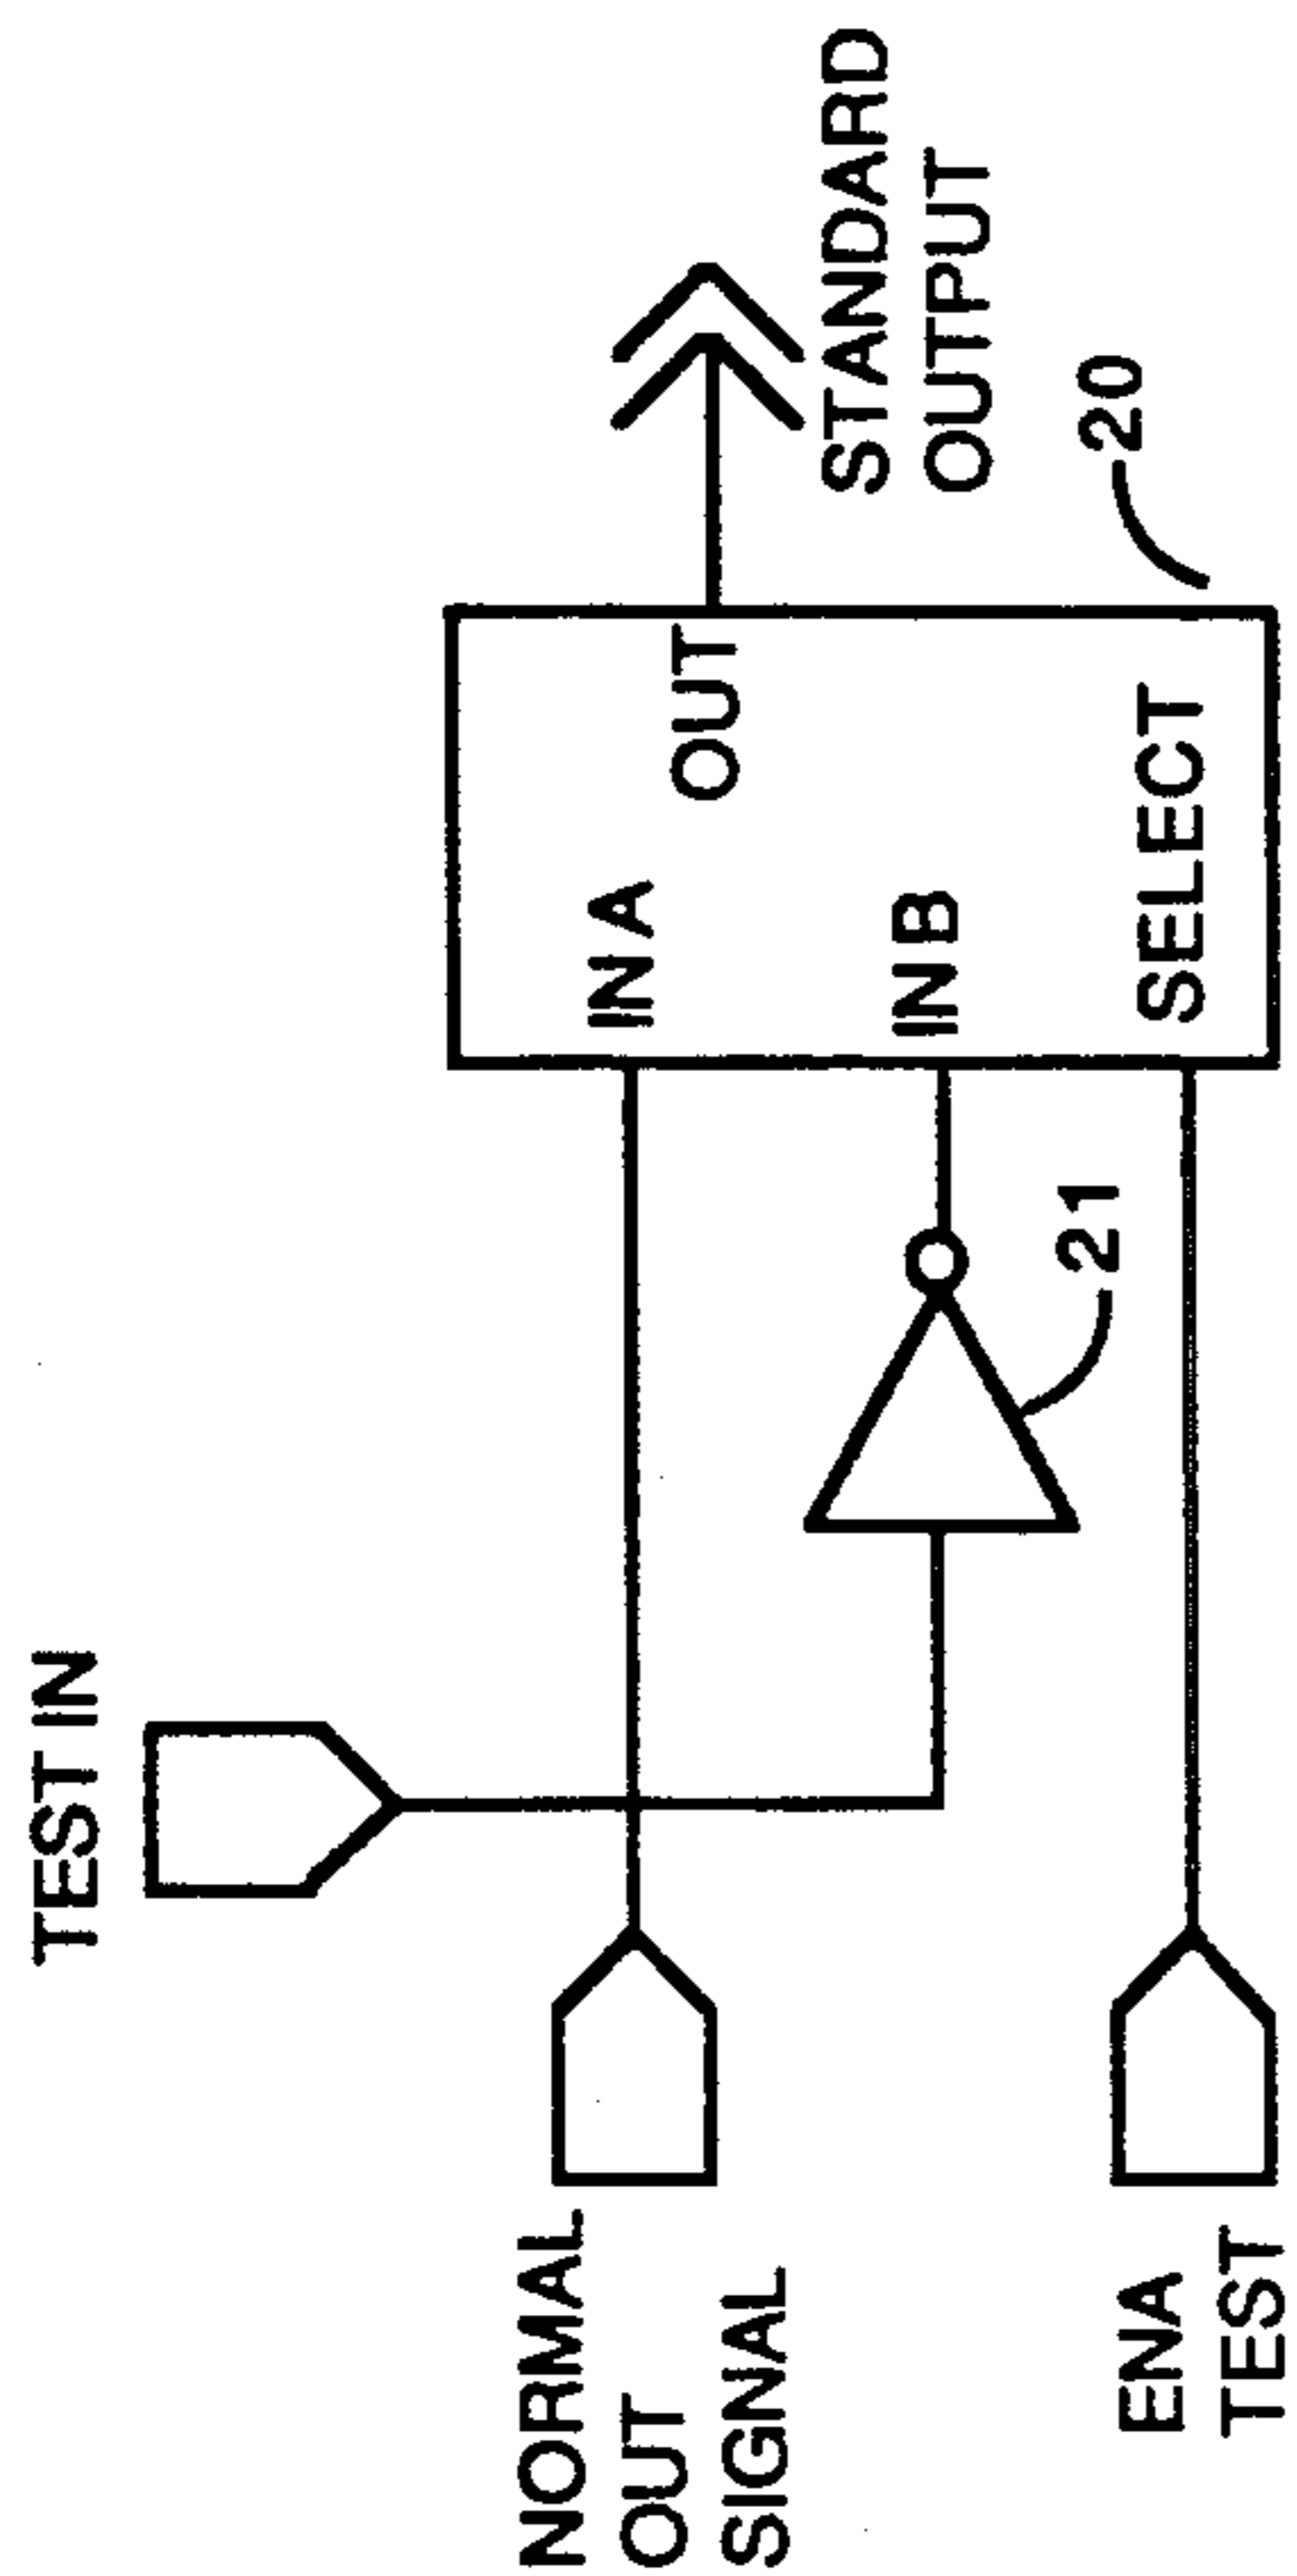 TEST IN
NORMAL
OUT
SIGNAL
IN A
OUT
STANDARD
OUTPUT
IN B
21
SELECT
20
ENA
TEST